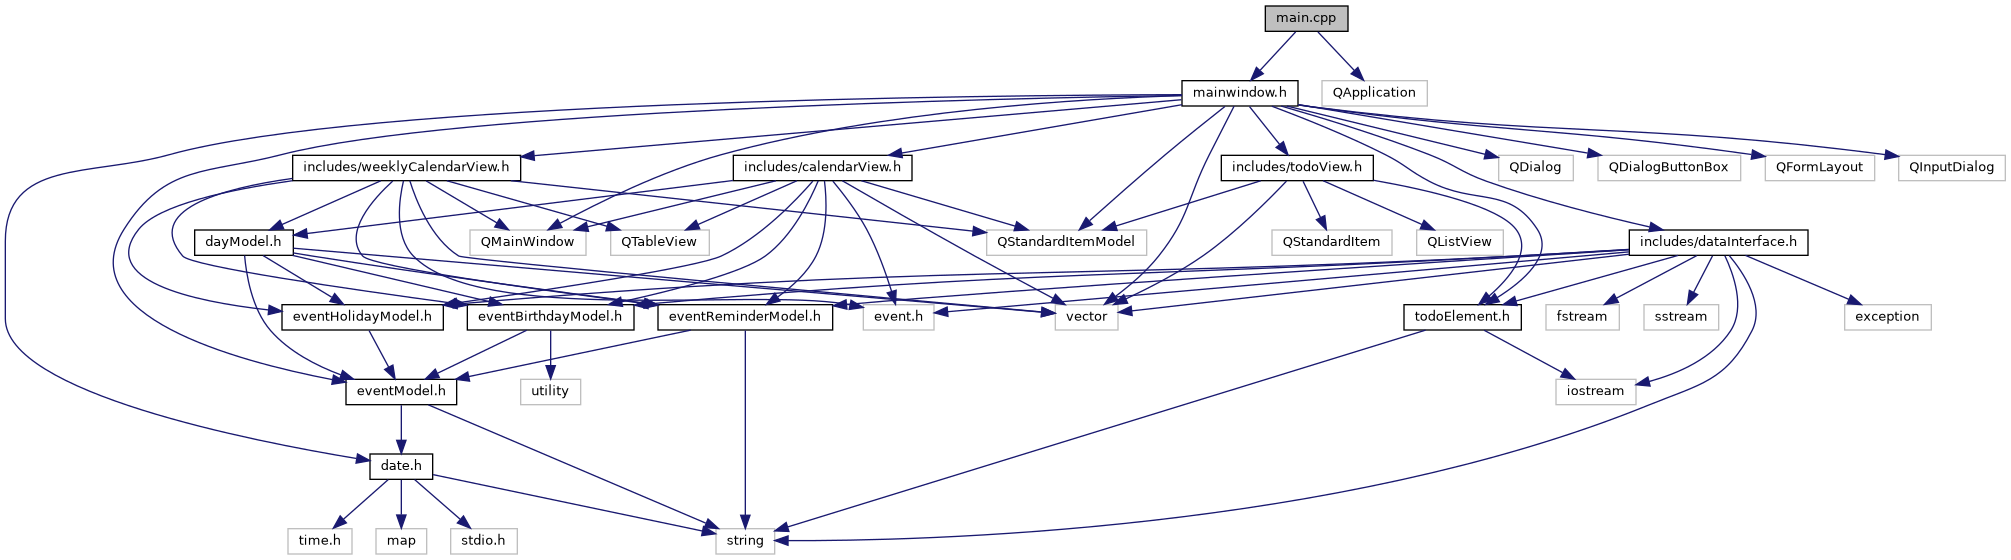 main.cpp
mainwindow.h
QApplication
includes/weeklyCalendarView.h
includes/calendarView.h
includes/todoView.h
QDialog
QDialogButtonBox
QFormLayout
QInputDialog
dayModel.h
QMainWindow
QTableView
QStandardItemModel
QStandardItem
QListView
includes/dataInterface.h
eventHolidayModel.h
eventBirthdayModel.h
eventReminderModel.h
event.h
vector
todoElement.h
fstream
sstream
exception
eventModel.h
utility
iostream
date.h
time.h
map
stdio.h
string